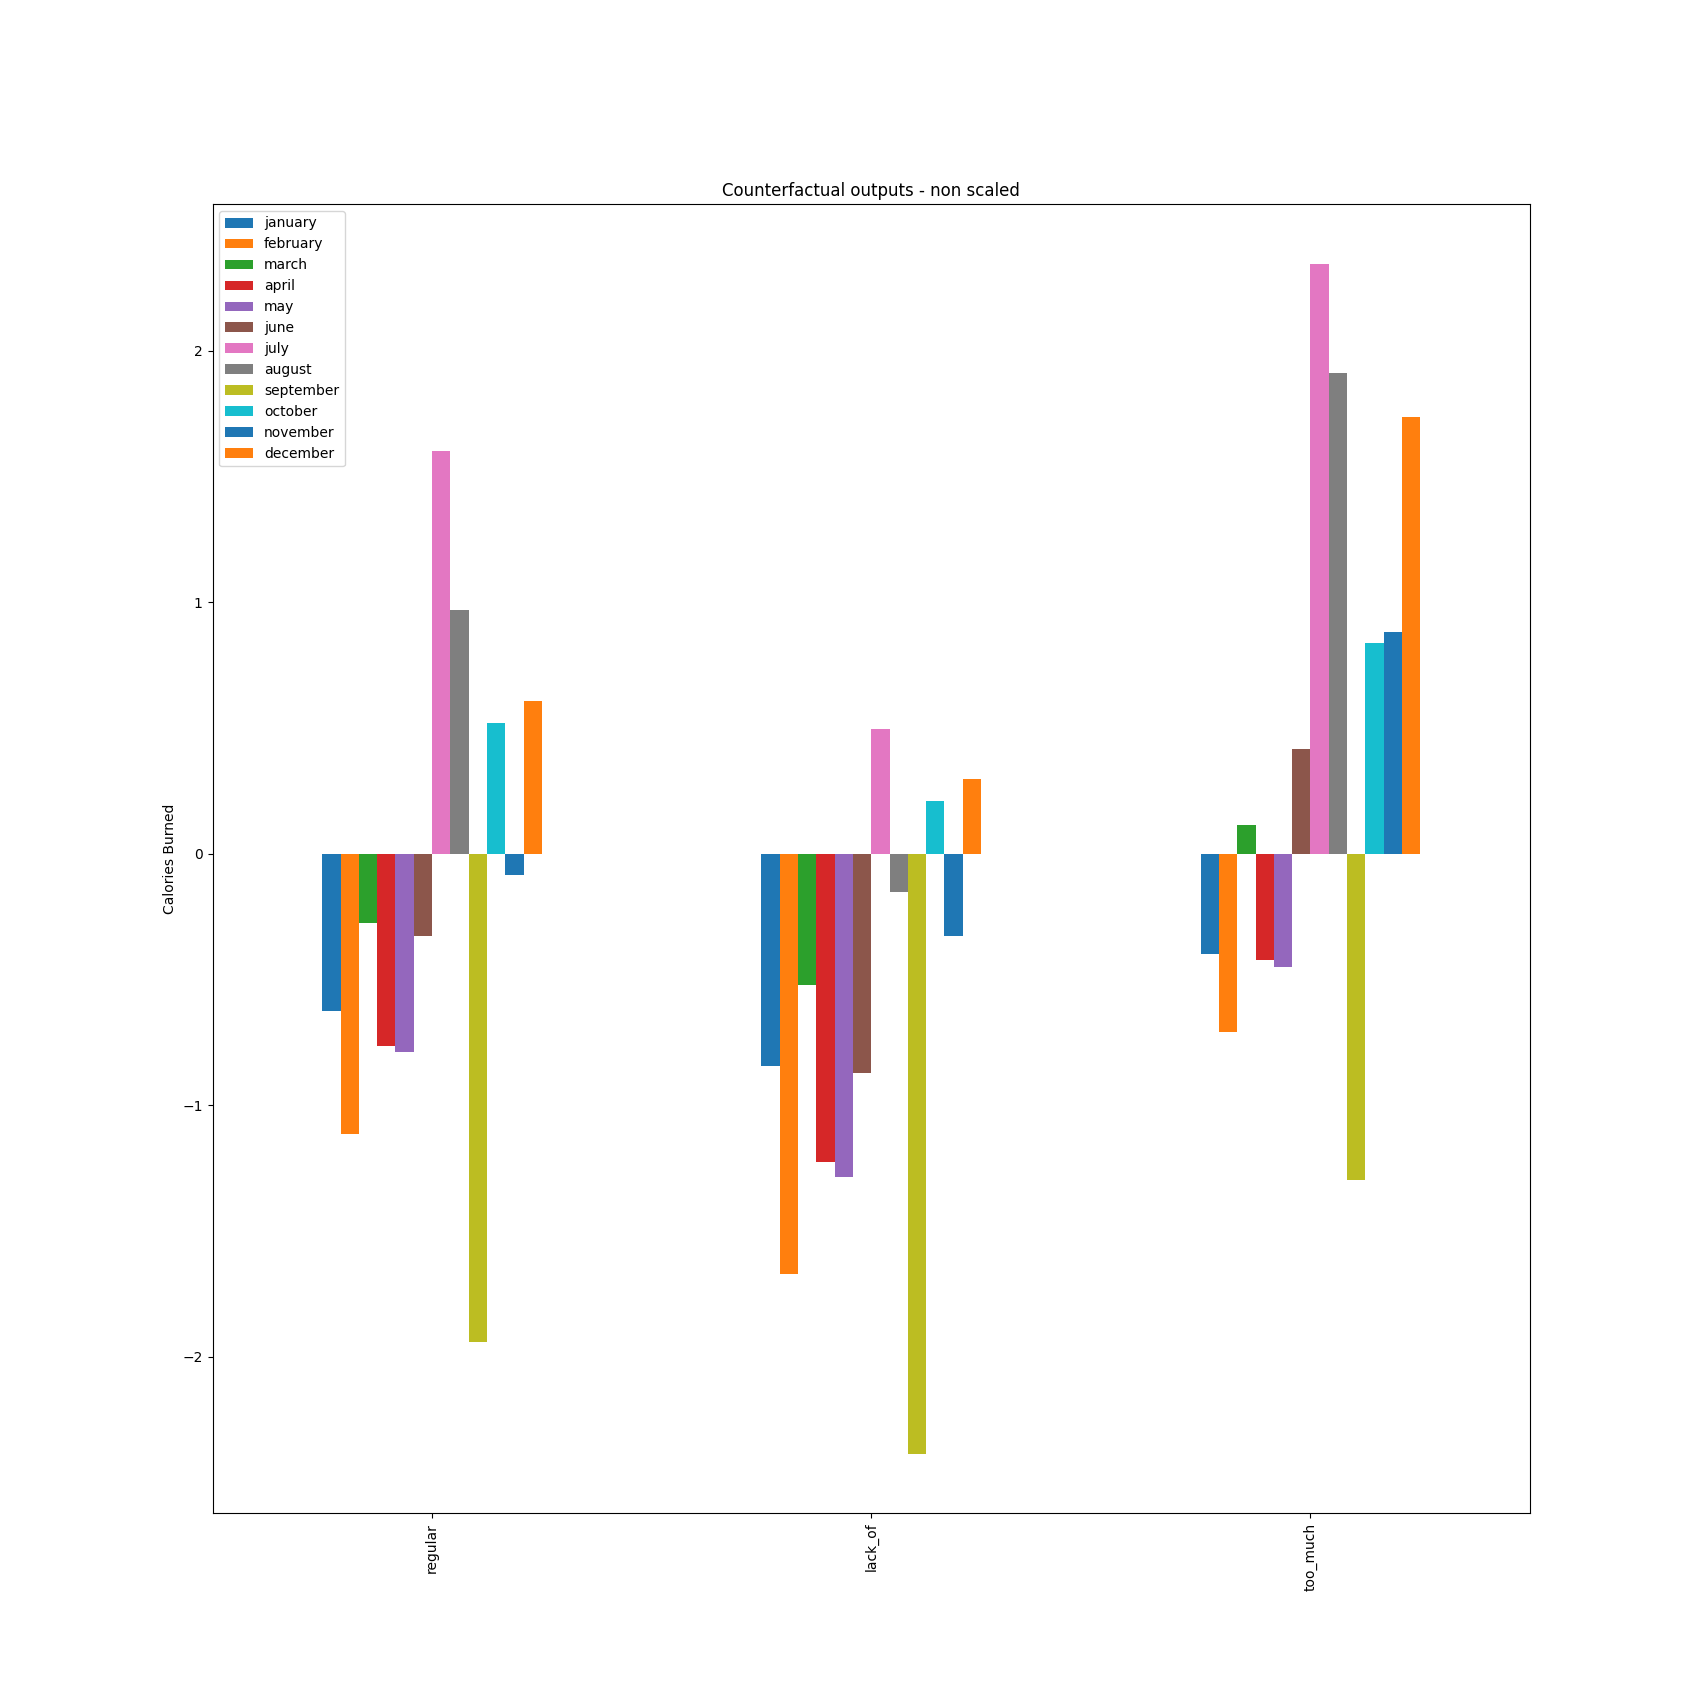 Counterfactual outputs - non scaled
january
february
march
april
may
june
july
august
september
october
november
december
2
1
0
−1
−2
Calories Burned
regular
lack_of
too_much